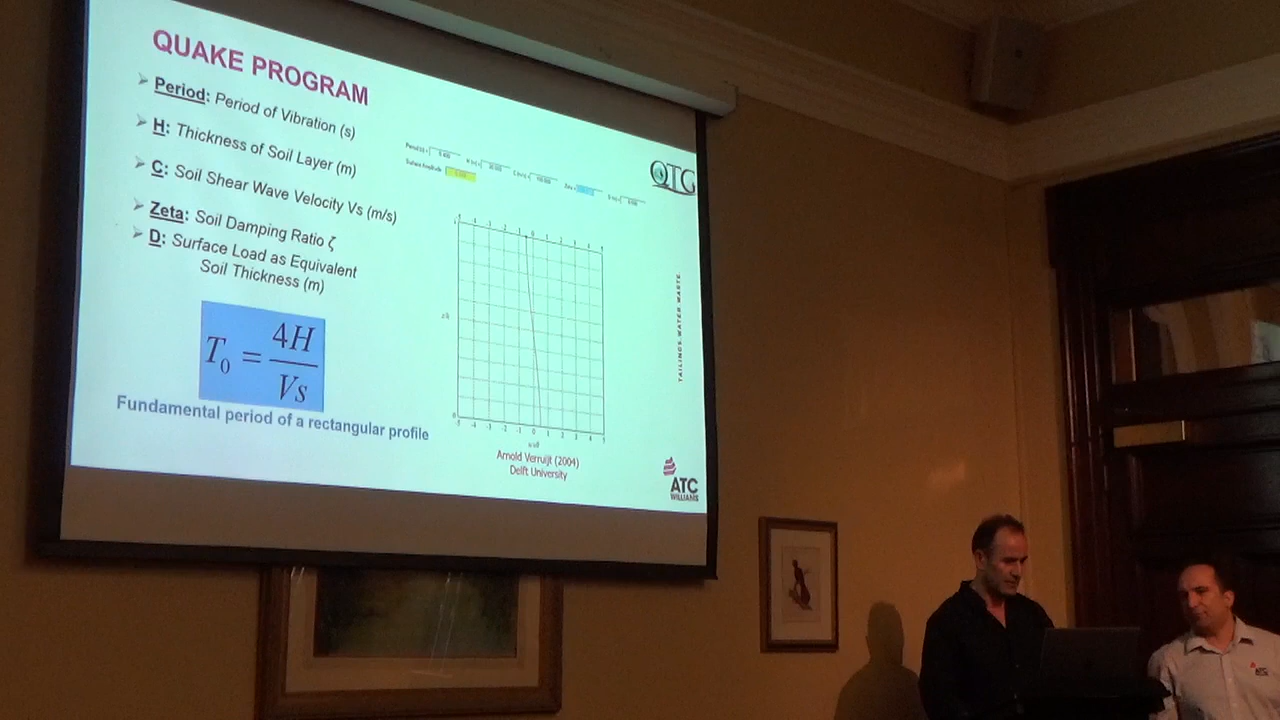 QUAKE PROGRAM
Period: Period of Vibration (s)
H: Thickness of Soil Layer (m)
C: Soil Shear Wave Velocity Vs (m/s)
Zeta: Soil Damping Ratio ζ
D: Surface Load as Equivalent
Soil Thickness (m)
T₀ = 4H / Vs
Fundamental period of a rectangular profile
QTG
TAILINGS. WATER. WASTE.
Arnold Verruijt (2004)
Delft University
ATC
WILLIAMS
ATC